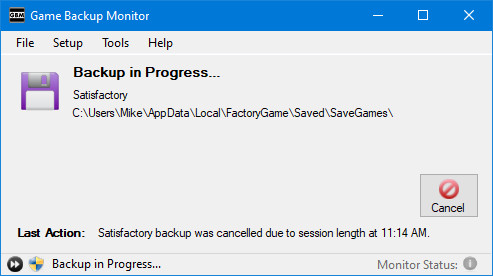 GBM Game Backup Monitor
File Setup Tools Help
Backup in Progress...
Satisfactory
C:\Users\Mike\AppData\Local\FactoryGame\Saved\SaveGames\
Cancel
Last Action: Satisfactory backup was cancelled due to session length at 11:14 AM.
Backup in Progress... Monitor Status: